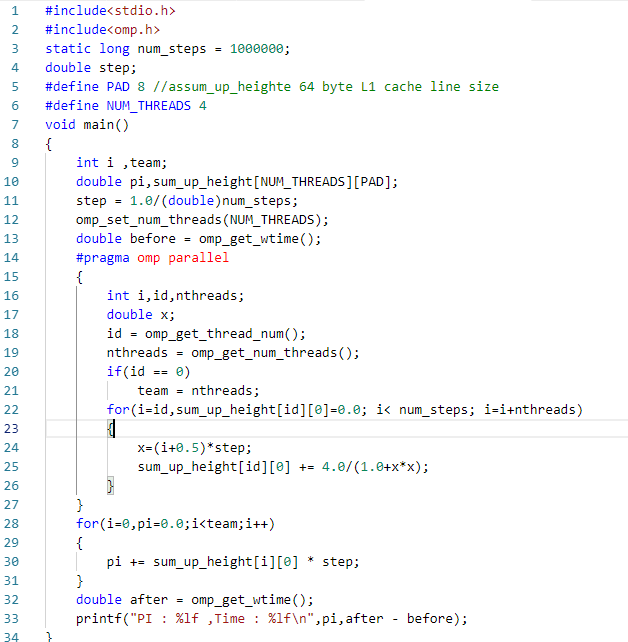 1 #include<stdio.h>
2 #include<omp.h>
3 static long num_steps = 1000000;
4 double step;
5 #define PAD 8 //assum_up_heighte 64 byte L1 cache line size
6 #define NUM_THREADS 4
7 void main()
8 {
9 int i ,team;
10 double pi,sum_up_height[NUM_THREADS][PAD];
11 step = 1.0/(double)num_steps;
12 omp_set_num_threads(NUM_THREADS);
13 double before = omp_get_wtime();
14 #pragma omp parallel
15 {
16 int i,id,nthreads;
17 double x;
18 id = omp_get_thread_num();
19 nthreads = omp_get_num_threads();
20 if(id == 0)
21 team = nthreads;
22 for(i=id,sum_up_height[id][0]=0.0; i< num_steps; i=i+nthreads)
23 {
24 x=(i+0.5)*step;
25 sum_up_height[id][0] += 4.0/(1.0+x*x);
26 }
27 }
28 for(i=0,pi=0.0;i<team;i++)
29 {
30 pi += sum_up_height[i][0] * step;
31 }
32 double after = omp_get_wtime();
33 printf("PI : %lf ,Time : %lf\n",pi,after - before);
34 }